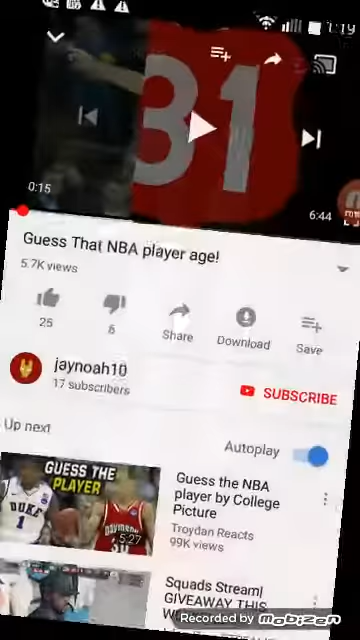 1:19
31
0:15
6:44
Guess That NBA player age!
5.7K views
25
6
Share
Download
Save
jaynoah10
17 subscribers
SUBSCRIBE
Up next
Autoplay
GUESS THE
PLAYER
DUKE
1
DAVIDSON
5:27
Guess the NBA
player by College
Picture
Troydan Reacts
99K views
Squads Stream|
GIVEAWAY THIS
Recorded by mobizen